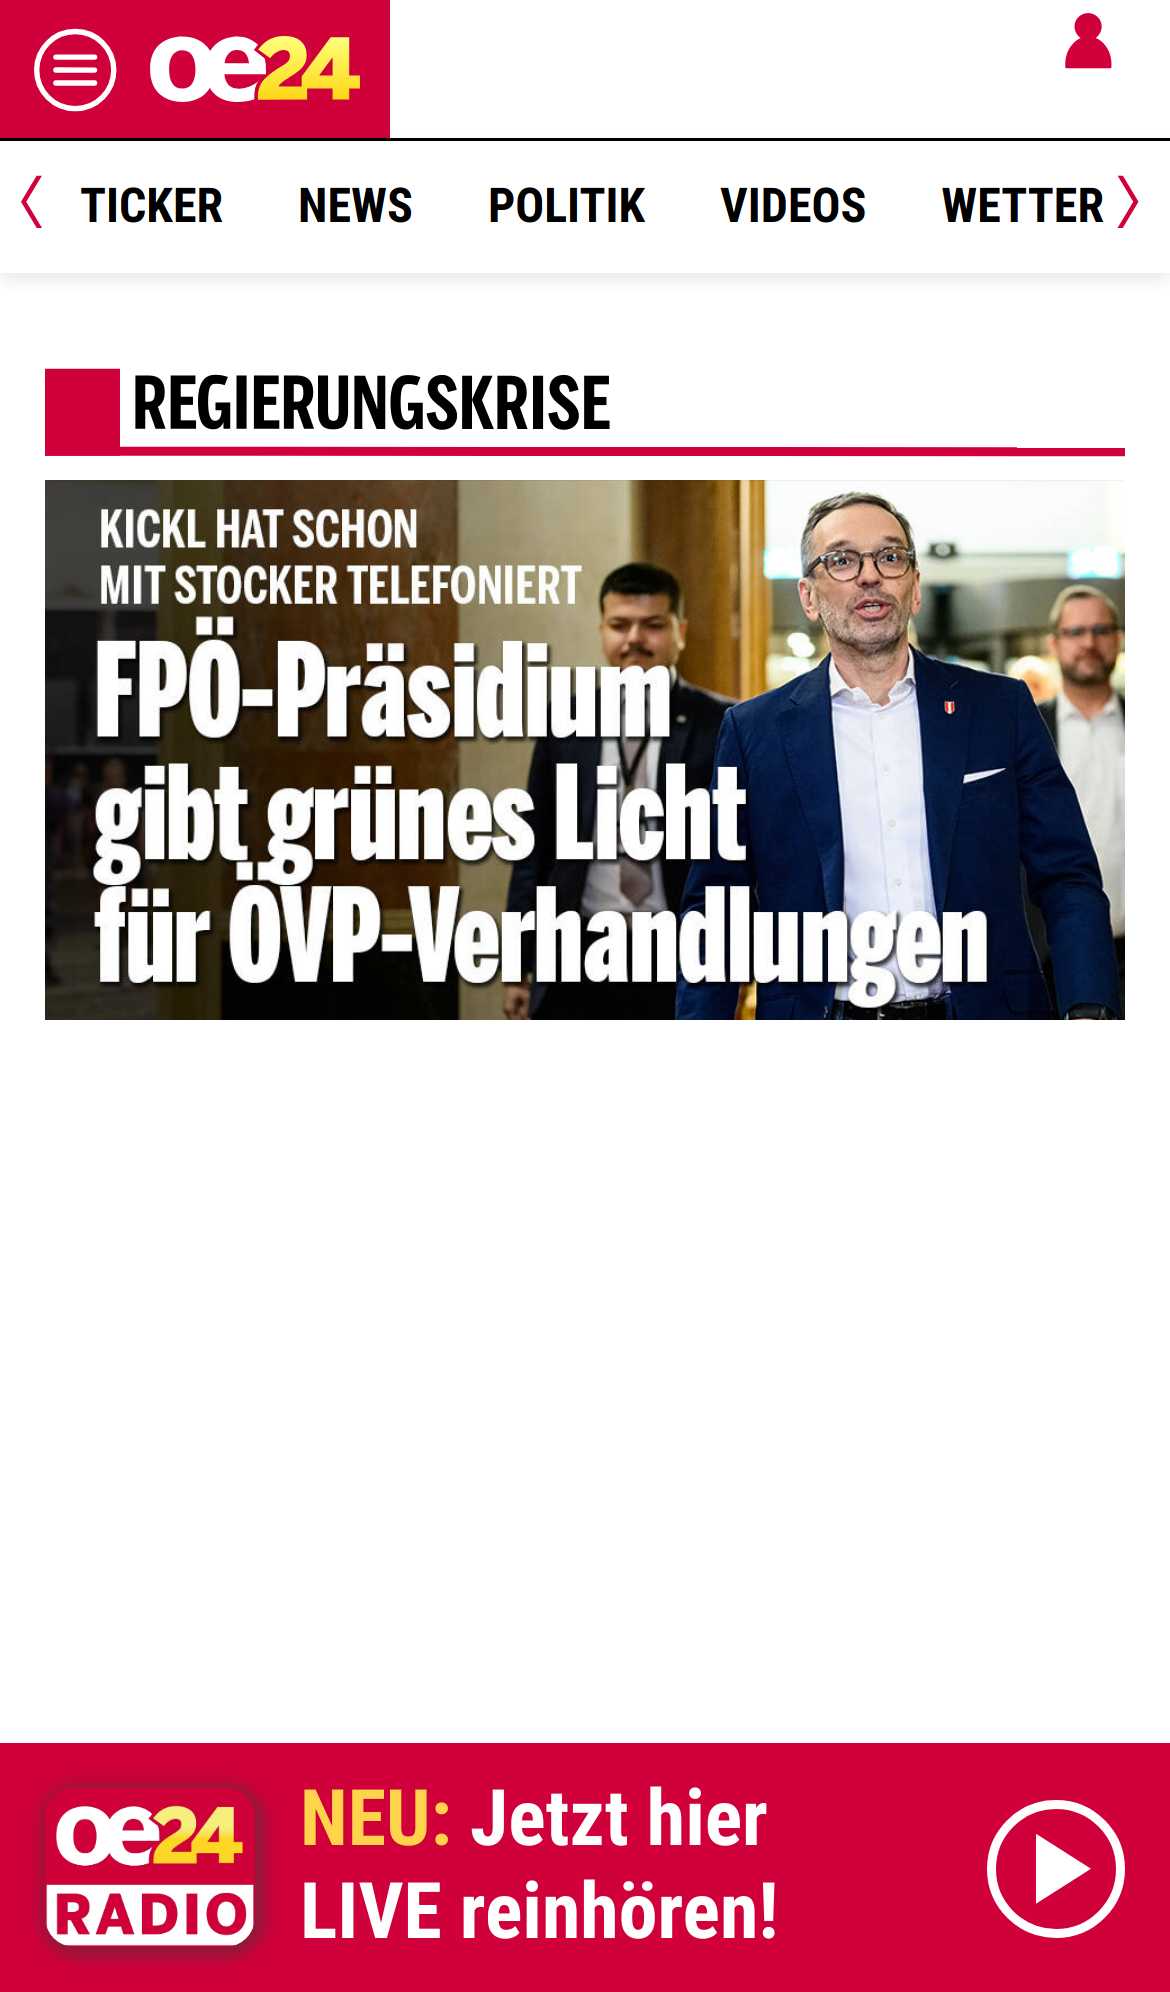 oe24
TICKER NEWS POLITIK VIDEOS WETTER
REGIERUNGSKRISE
KICKL HAT SCHON
MIT STOCKER TELEFONIERT
FPÖ-Präsidium
gibt grünes Licht
für ÖVP-Verhandlungen
oe24
RADIO
NEU: Jetzt hier
LIVE reinhören!